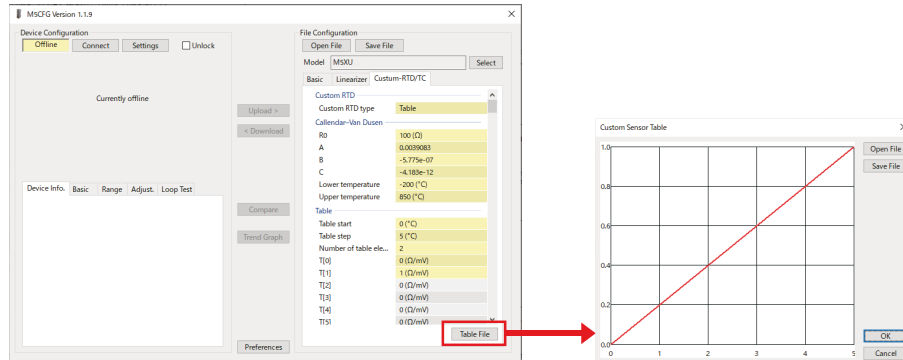 M5CFG Version 1.1.9
Device Configuration
Offline Connect Settings Unlock
Currently offline
Device Info. Basic Range Adjust. Loop Test
Upload >
< Download
Compare
Trend Graph
Preferences
File Configuration
Open File Save File
Model M5XU Select
Basic Linearizer Custum-RTD/TC
Custom RTD
Custom RTD type Table
Callendar-Van Dusen
R0 100 (Ω)
A 0.0039083
B -5.775e-07
C -4.183e-12
Lower temperature -200 (°C)
Upper temperature 850 (°C)
Table
Table start 0 (°C)
Table step 5 (°C)
Number of table ele... 2
T[0] 0 (Ω/mV)
T[1] 1 (Ω/mV)
T[2] 0 (Ω/mV)
T[3] 0 (Ω/mV)
T[4] 0 (Ω/mV)
T[5] 0 (Ω/mV)
Table File
Custom Sensor Table
1.0
0.8
0.6
0.4
0.2
0.0
0 1 2 3 4 5
Open File
Save File
OK
Cancel